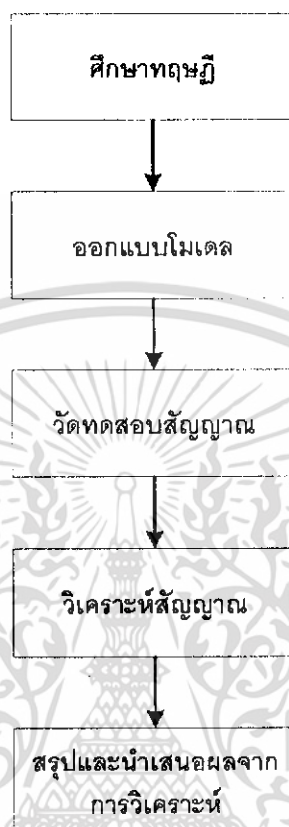 ศึกษาทฤษฎี
ออกแบบโมเดล
วัดทดสอบสัญญาณ
วิเคราะห์สัญญาณ
สรุปและนำเสนอผลจาก
การวิเคราะห์